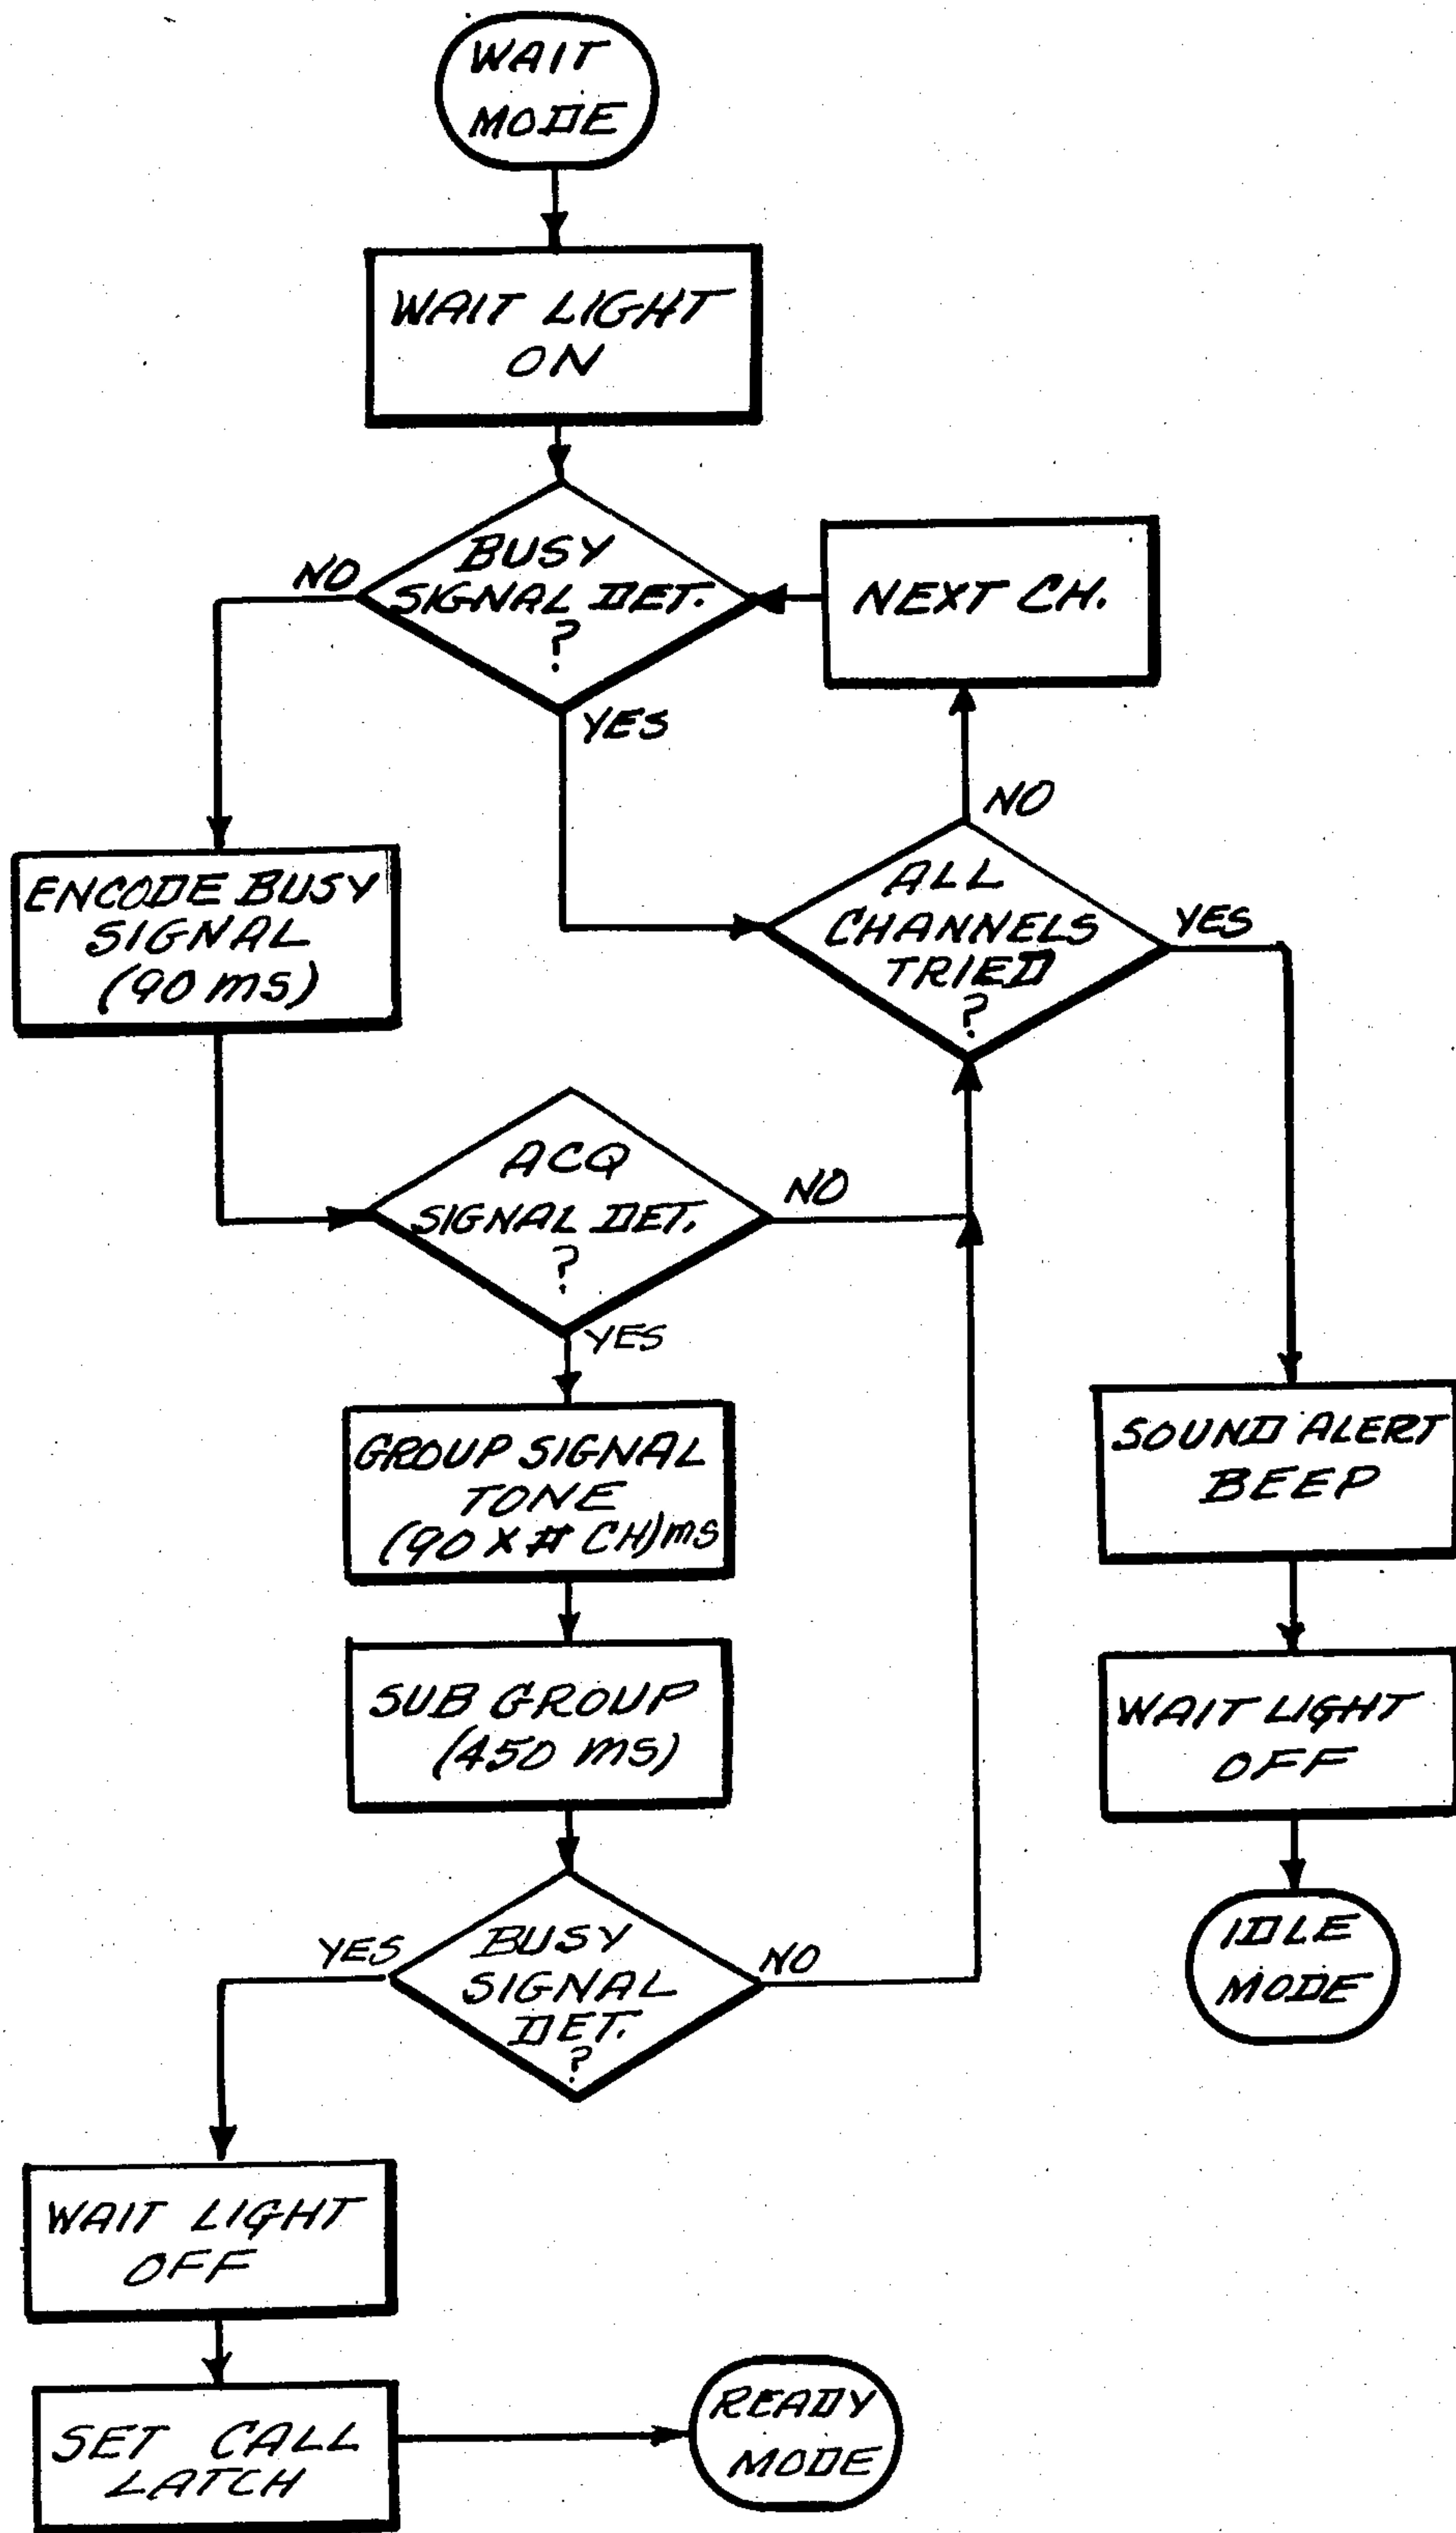 WAIT
MODE
WAIT LIGHT
ON
BUSY
SIGNAL DET.
?
NO
YES
NEXT CH.
NO
ALL
CHANNELS
TRIED
?
YES
ENCODE BUSY
SIGNAL
(90 ms)
ACQ
SIGNAL DET.
?
NO
YES
GROUP SIGNAL
TONE
(90 X # CH)ms
SOUND ALERT
BEEP
SUB GROUP
(450 ms)
WAIT LIGHT
OFF
BUSY
SIGNAL
DET.
?
YES
NO
IDLE
MODE
WAIT LIGHT
OFF
SET CALL
LATCH
READY
MODE